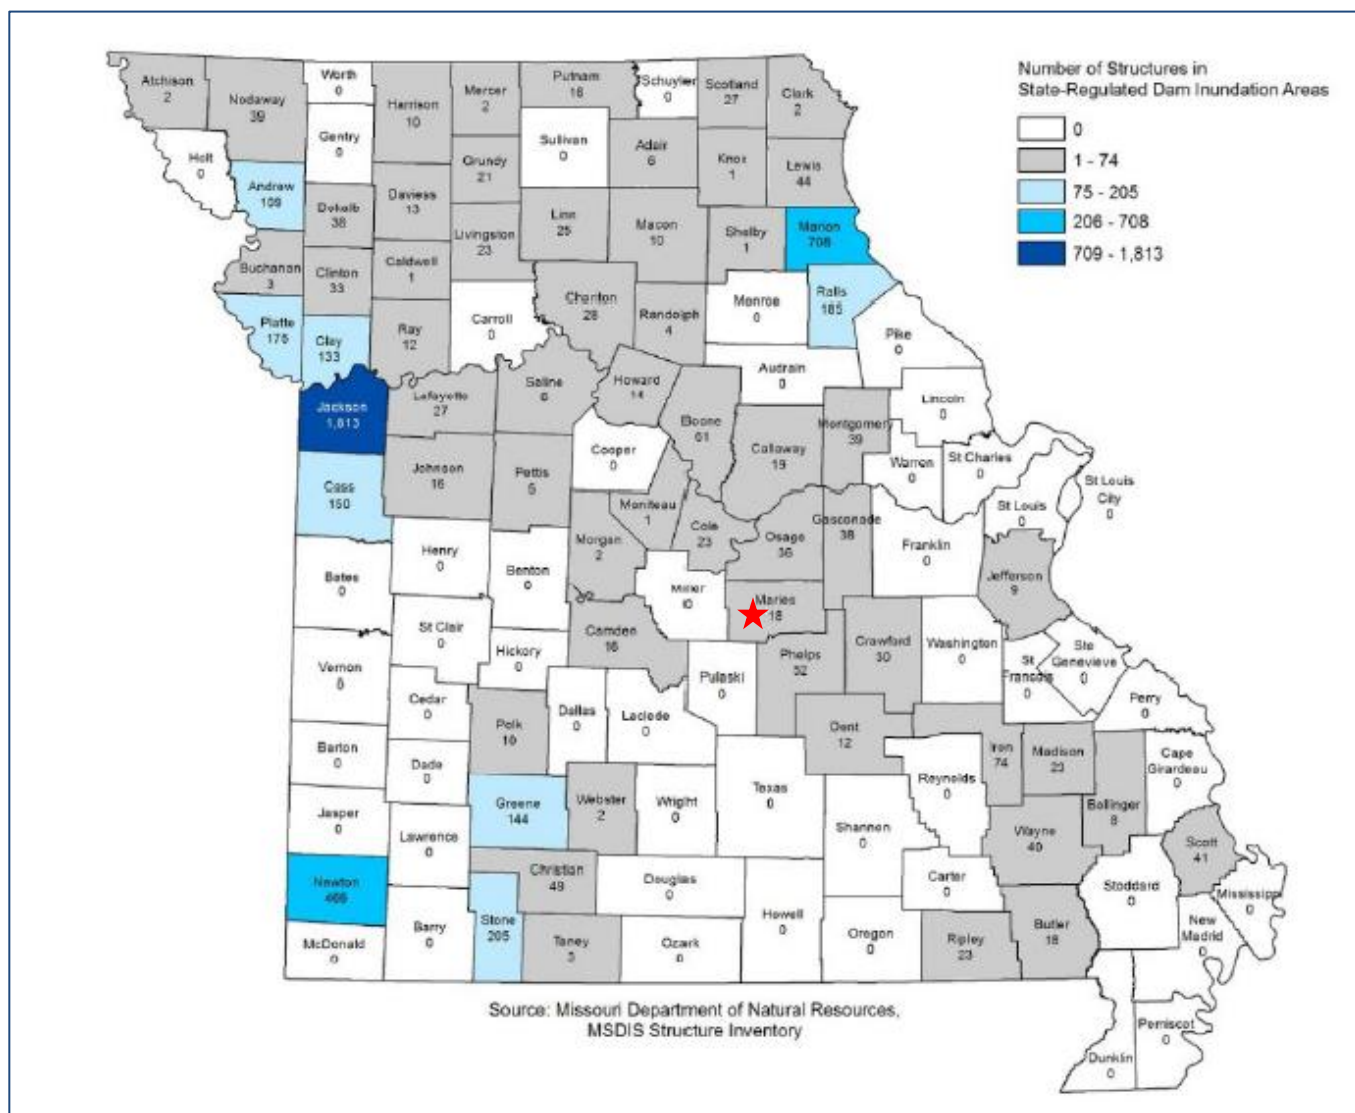 Number of Structures in
State-Regulated Dam Inundation Areas
0
1 - 74
75 - 205
206 - 708
709 - 1,813
Atchison
2
Nodaway
39
Worth
0
Harrison
10
Mercer
2
Putnam
18
Schuyler
0
Scotland
27
Clark
2
Holt
0
Gentry
0
Andrew
109
Dekalb
38
Daviess
13
Grundy
21
Sullivan
0
Adair
6
Knox
1
Lewis
44
Buchanan
3
Clinton
33
Caldwell
1
Livingston
23
Linn
25
Macon
10
Shelby
1
Marion
708
Platte
Clay
133
Ray
12
Carroll
0
Chariton
28
Randolph
4
Monroe
0
Ralls
185
Pike
0
Audrain
0
Jackson
1,813
Lafayette
27
Saline
Howard
14
Boone
61
Callaway
19
Montgomery
39
Lincoln
0
Warren
0
St Charles
0
St Louis
City
0
St Louis
0
Cass
150
Johnson
16
Pettis
5
Cooper
0
Moniteau
1
Cole
23
Osage
36
Gasconade
38
Franklin
0
Jefferson
9
Bates
0
Henry
0
Benton
0
Morgan
2
Miller
0
Maries
18
St Clair
0
Hickory
0
Camden
16
Pulaski
0
Phelps
52
Crawford
30
Washington
0
St
Francois
0
Ste
Genevieve
0
Perry
0
Vernon
0
Cedar
0
Polk
10
Dallas
0
Laclede
0
Dent
12
Iron
74
Madison
23
Cape
Girardeau
0
Barton
0
Dade
0
Greene
144
Webster
2
Wright
0
Texas
0
Shannen
0
Reynolds
0
Wayne
40
Bollinger
8
Scott
41
Jasper
0
Lawrence
0
Christian
49
Douglas
0
Howell
0
Carter
0
Stoddard
0
Mississippi
0
Newton
Stone
205
Barry
0
Taney
3
Ozark
0
Oregon
0
Ripley
23
Butler
18
New
Madrid
0
McDonald
0
Pemiscot
0
Dunklin
0
Source: Missouri Department of Natural Resources,
MSDIS Structure Inventory